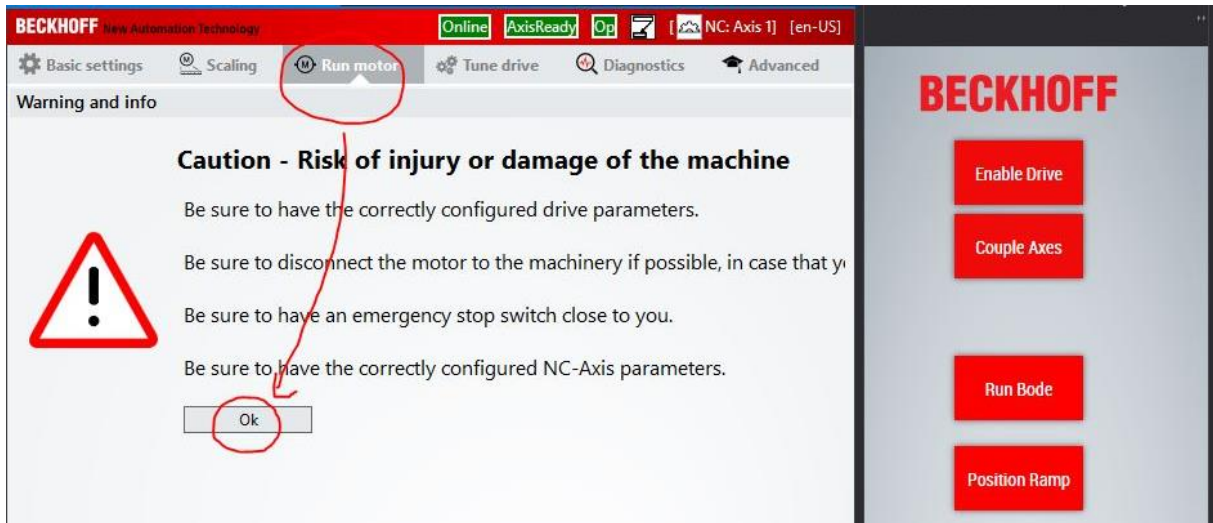 BECKHOFF New Automation Technology Online AxisReady Op [ NC: Axis 1] [en-US]
Basic settings Scaling Run motor Tune drive Diagnostics Advanced
Warning and info
Caution - Risk of injury or damage of the machine
Be sure to have the correctly configured drive parameters.
Be sure to disconnect the motor to the machinery if possible, in case that y
Be sure to have an emergency stop switch close to you.
Be sure to have the correctly configured NC-Axis parameters.
Ok
BECKHOFF
Enable Drive
Couple Axes
Run Bode
Position Ramp